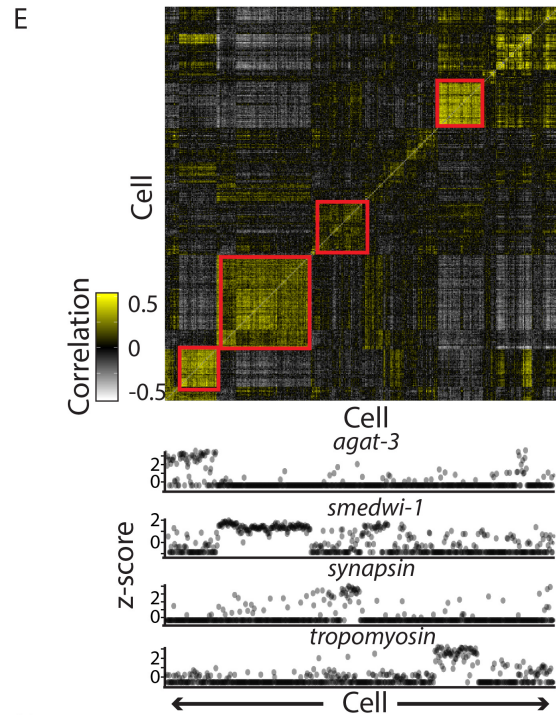 E
Cell
Correlation
0.5
0
-0.5
Cell
agat-3
2
0
smedwi-1
2
0
z-score
synapsin
2
0
tropomyosin
2
0
Cell